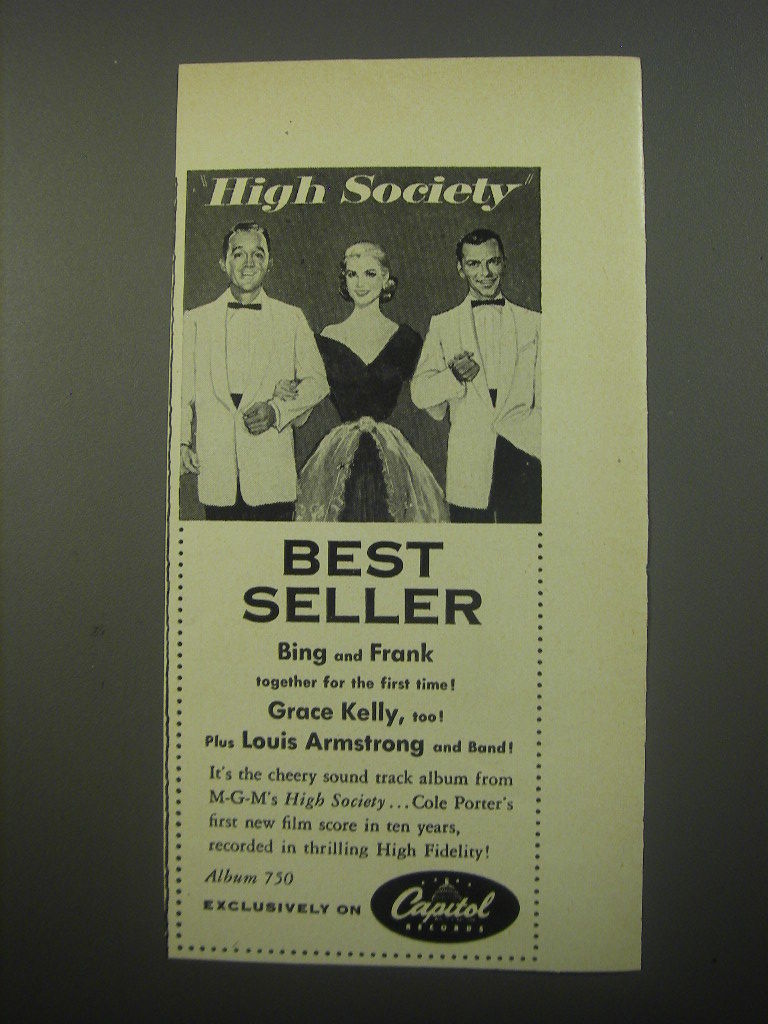 "High Society"
BEST
SELLER
Bing and Frank
together for the first time!
Grace Kelly, too!
Plus Louis Armstrong and Band!
It's the cheery sound track album from
M-G-M's High Society...Cole Porter's
first new film score in ten years,
recorded in thrilling High Fidelity!
Album 750
EXCLUSIVELY ON
Capitol
RECORDS